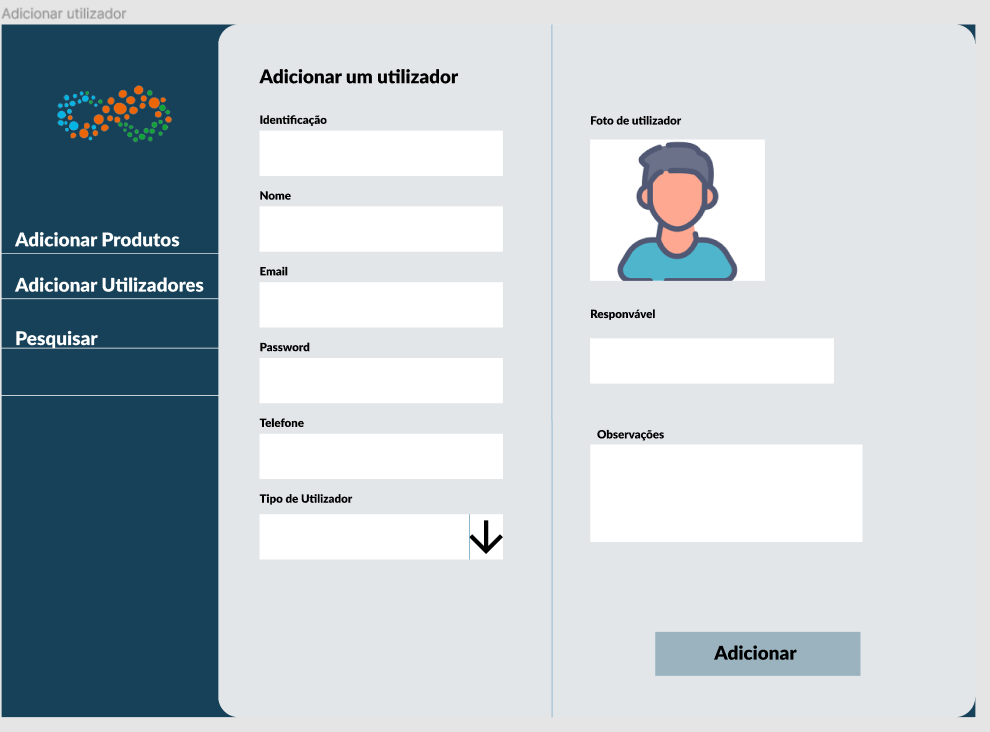 Adicionar utilizador
Adicionar Produtos
Adicionar Utilizadores
Pesquisar
Adicionar um utilizador
Identificação
Nome
Email
Password
Telefone
Tipo de Utilizador
Foto de utilizador
Responvável
Observações
Adicionar